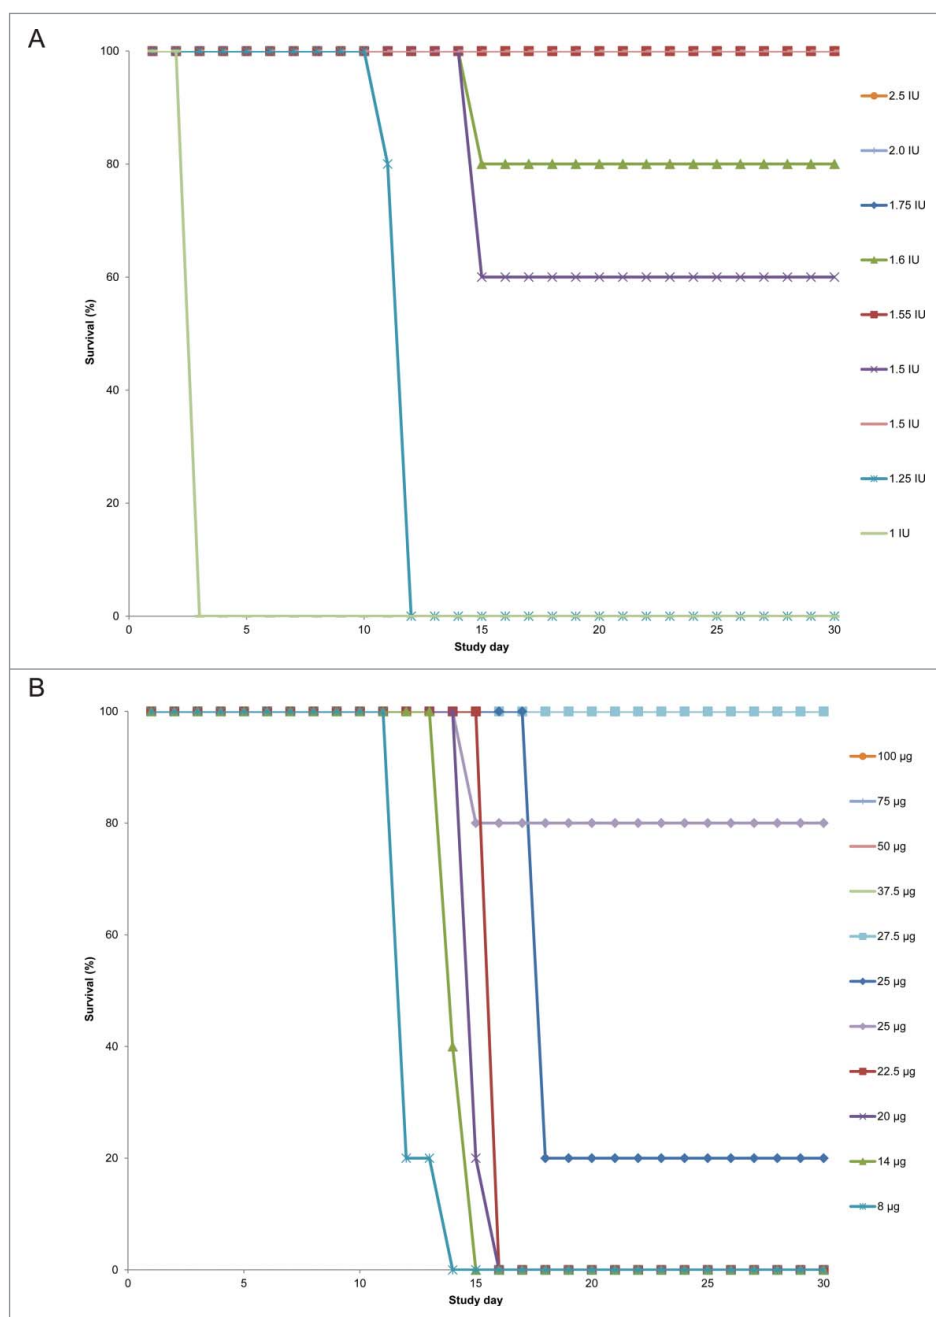 A
100
80
60
40
20
0
Survival (%)
0 5 10 15 20 25 30
Study day
2.5 IU
2.0 IU
1.75 IU
1.6 IU
1.55 IU
1.5 IU
1.5 IU
1.25 IU
1 IU
B
100
80
60
40
20
0
Survival (%)
0 5 10 15 20 25 30
Study day
100 µg
75 µg
50 µg
37.5 µg
27.5 µg
25 µg
25 µg
22.5 µg
20 µg
14 µg
8 µg